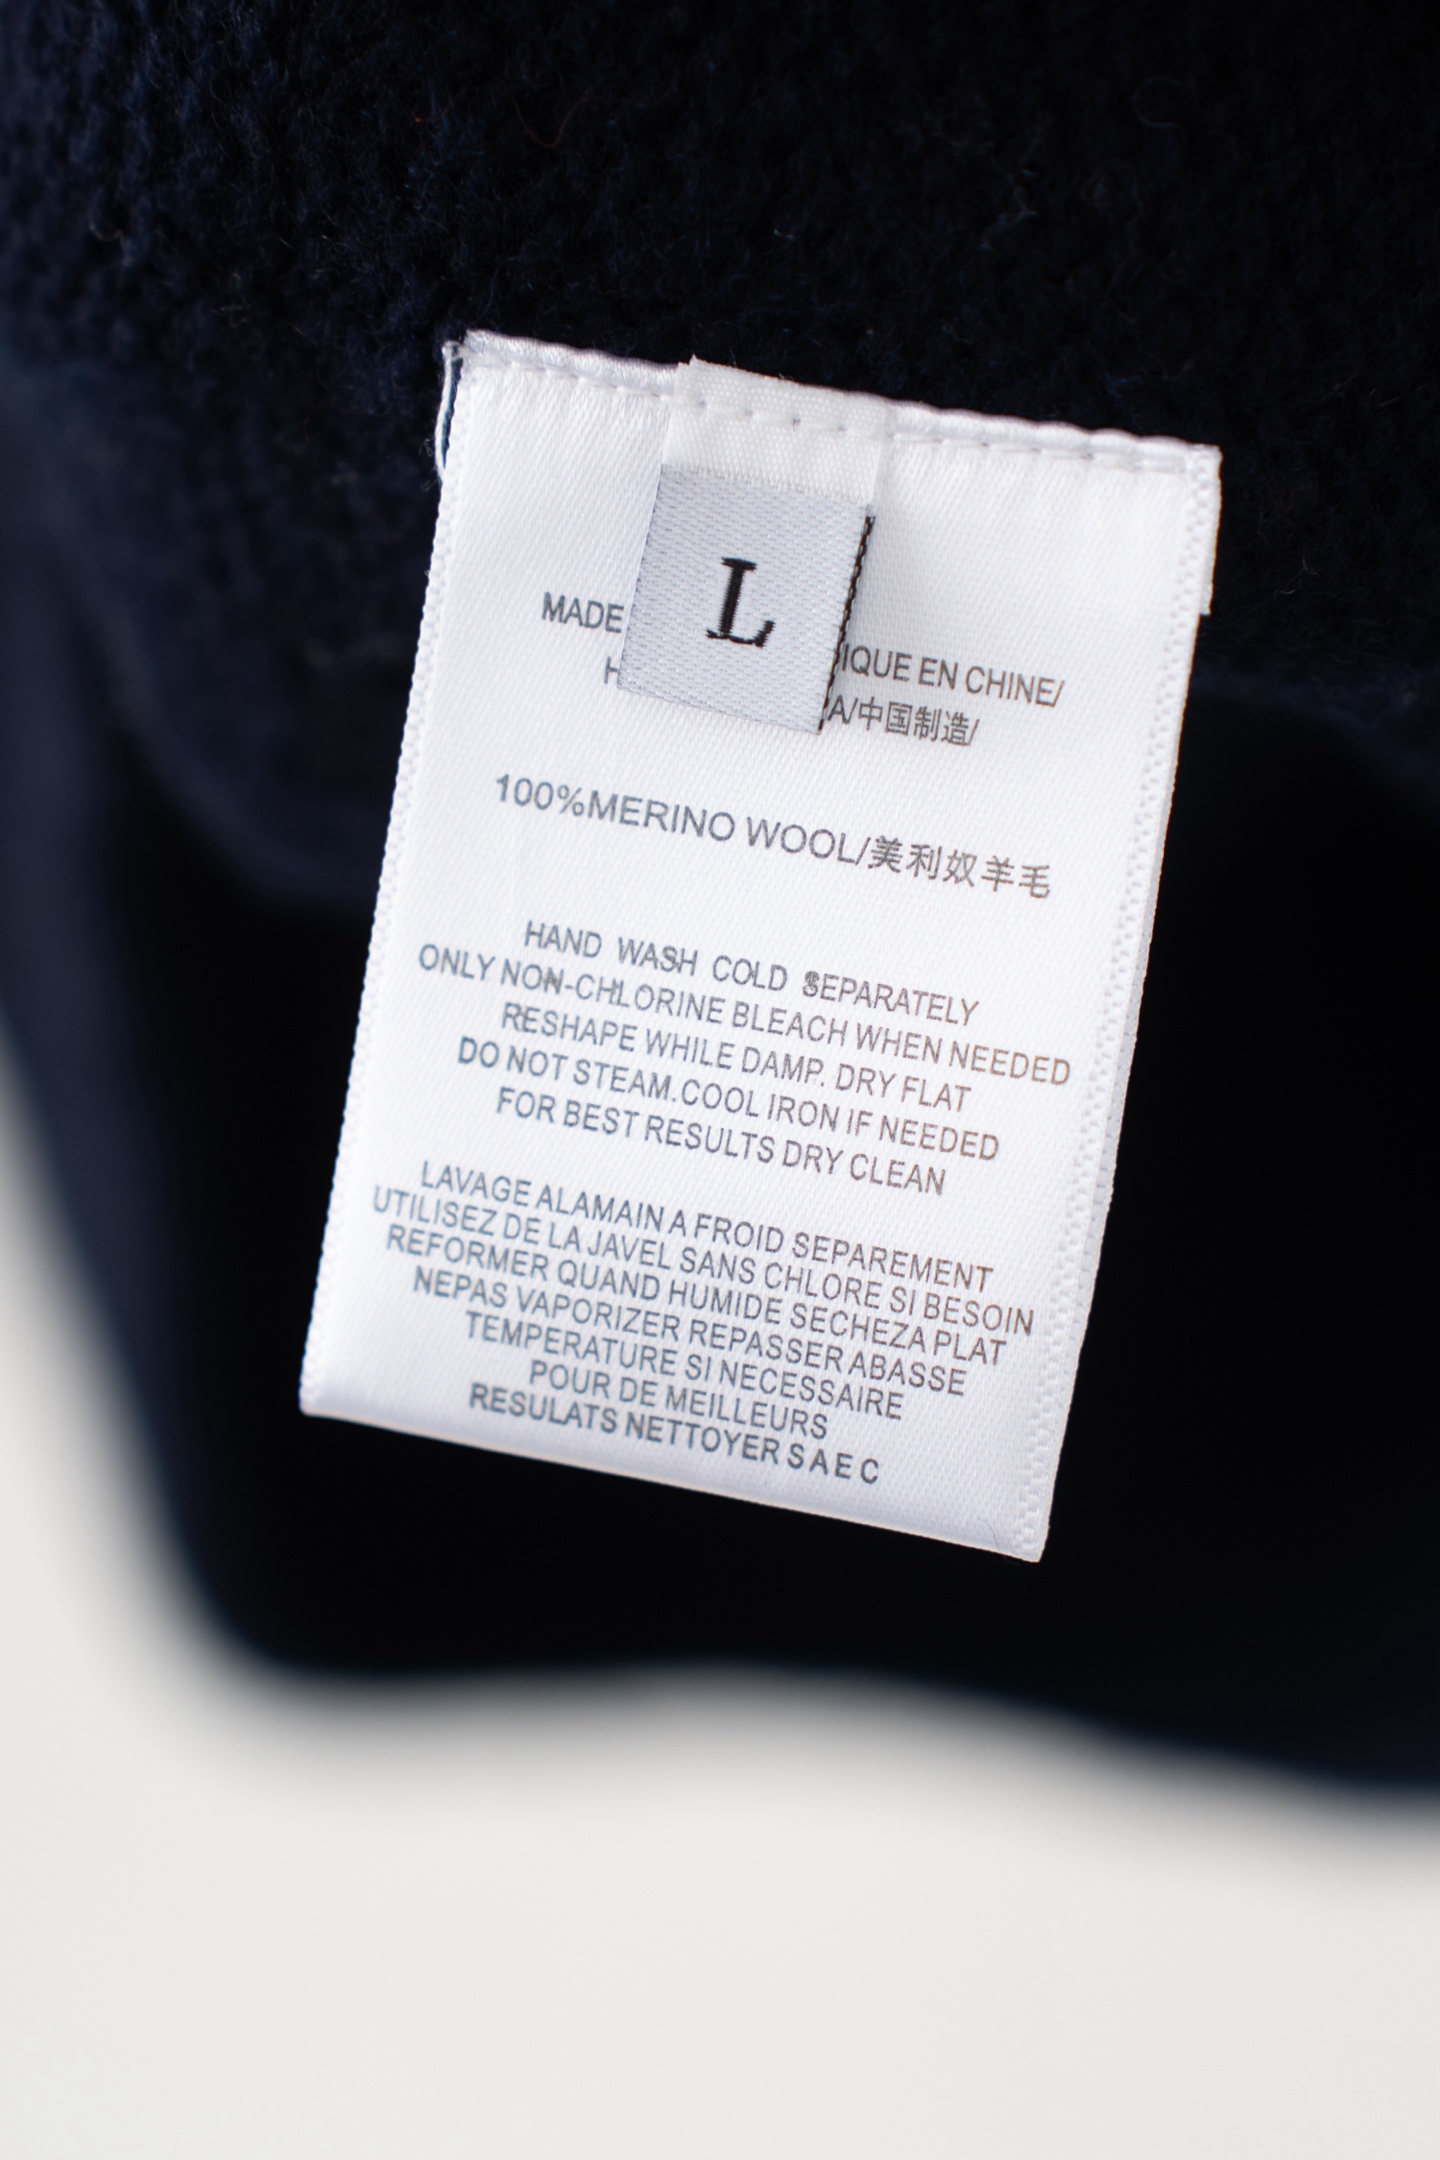 L
MADE IQUE EN CHINE/
H A/中国制造/
100%MERINO WOOL/美利奴羊毛
HAND WASH COLD SEPARATELY
ONLY NON-CHLORINE BLEACH WHEN NEEDED
RESHAPE WHILE DAMP. DRY FLAT
DO NOT STEAM.COOL IRON IF NEEDED
FOR BEST RESULTS DRY CLEAN
LAVAGE ALAMAIN A FROID SEPAREMENT
UTILISEZ DE LA JAVEL SANS CHLORE SI BESOIN
REFORMER QUAND HUMIDE SECHEZA PLAT
NEPAS VAPORIZER REPASSER ABASSE
TEMPERATURE SI NECESSAIRE
POUR DE MEILLEURS
RESULATS NETTOYER S A E C